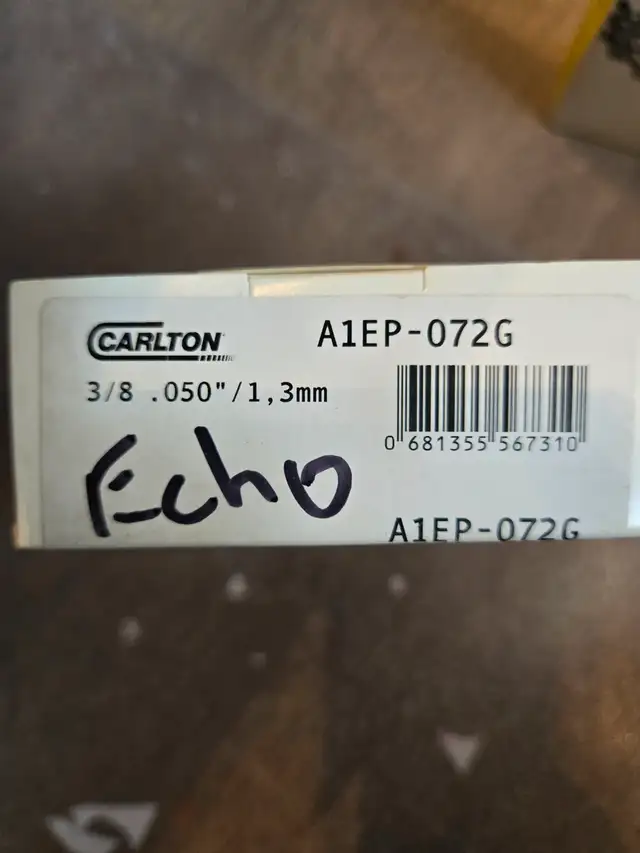 CARLTON
A1EP-072G
3/8 .050"/1,3mm
0 681355 567310
Echo
A1EP-072G